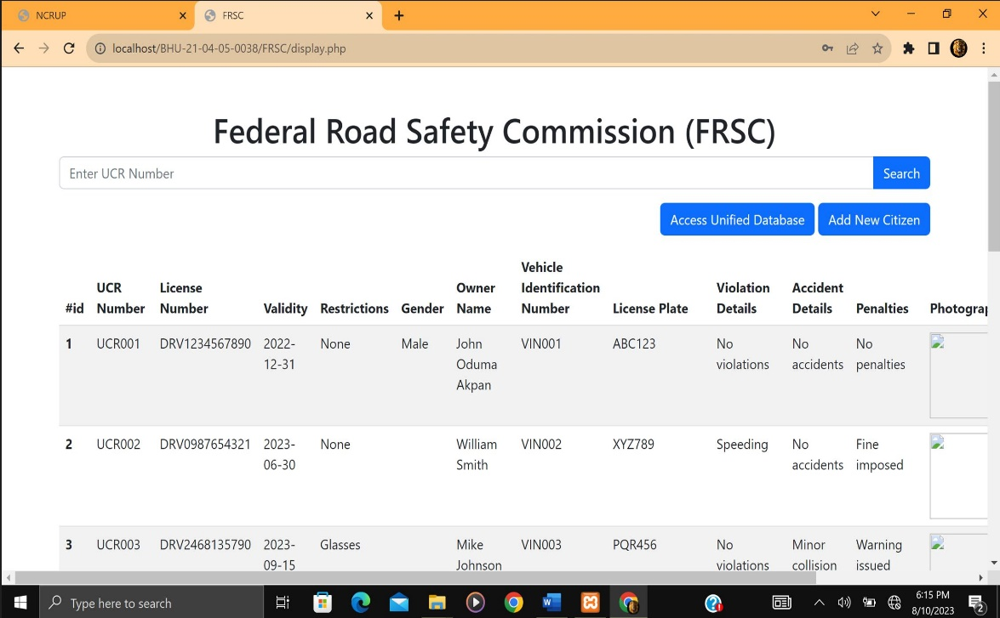 NCRUP
FRSC
localhost/BHU-21-04-05-0038/FRSC/display.php
Federal Road Safety Commission (FRSC)
Enter UCR Number
Search
Access Unified Database
Add New Citizen
#id UCR Number License Number Validity Restrictions Gender Owner Name Vehicle Identification Number License Plate Violation Details Accident Details Penalties Photograp
1 UCR001 DRV1234567890 2022-12-31 None Male John Oduma Akpan VIN001 ABC123 No violations No accidents No penalties
2 UCR002 DRV0987654321 2023-06-30 None William Smith VIN002 XYZ789 Speeding No accidents Fine imposed
3 UCR003 DRV2468135790 2023-09-15 Glasses Mike Johnson VIN003 PQR456 No violations Minor collision Warning issued
Type here to search
6:15 PM
8/10/2023
2